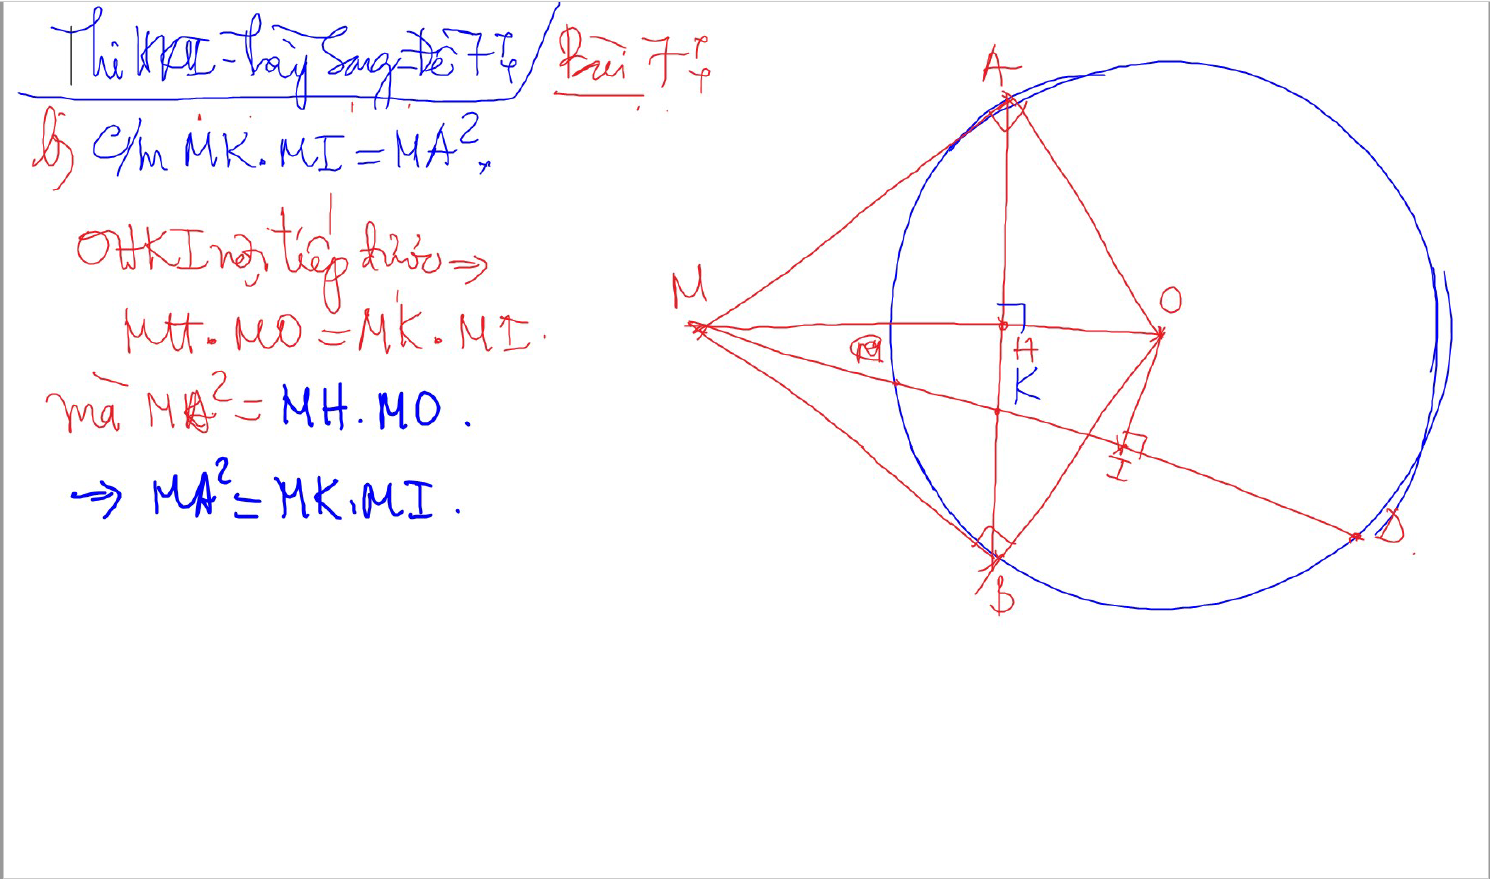 Thi HKI - Thầy Sang - Đề 7
Bài 7
b) C/m MK.MI = MA²,
OHKI nội tiếp được ⇒
MH.MO = MK.MI.
mà MA² = MH.MO.
⇒ MA² = MK.MI.
A
M
O
H
K
I
B
D